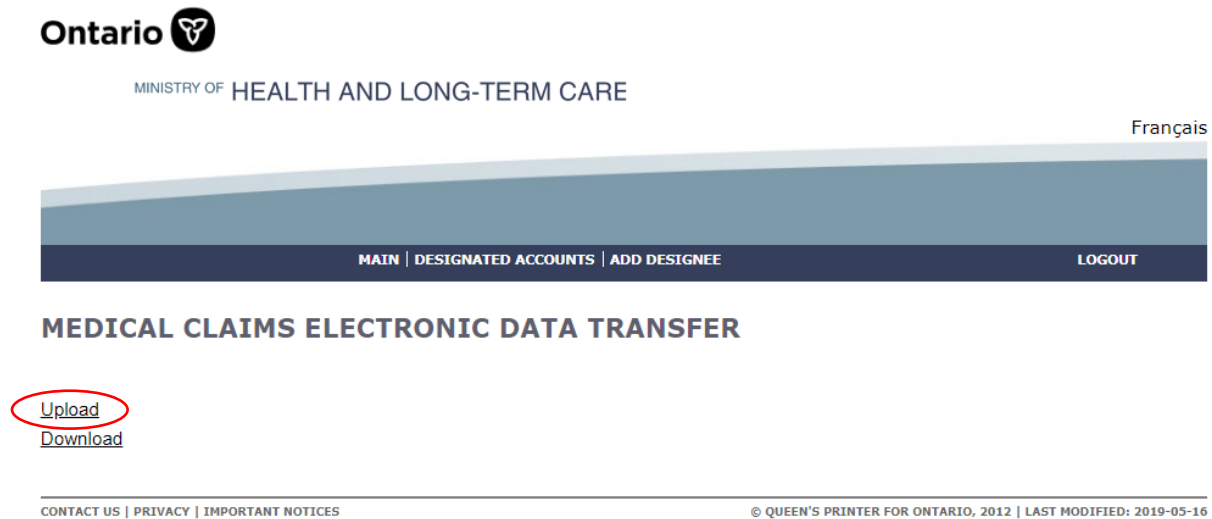 Ontario
MINISTRY OF HEALTH AND LONG-TERM CARE
Français
MAIN | DESIGNATED ACCOUNTS | ADD DESIGNEE LOGOUT
MEDICAL CLAIMS ELECTRONIC DATA TRANSFER
Upload
Download
CONTACT US | PRIVACY | IMPORTANT NOTICES © QUEEN'S PRINTER FOR ONTARIO, 2012 | LAST MODIFIED: 2019-05-16